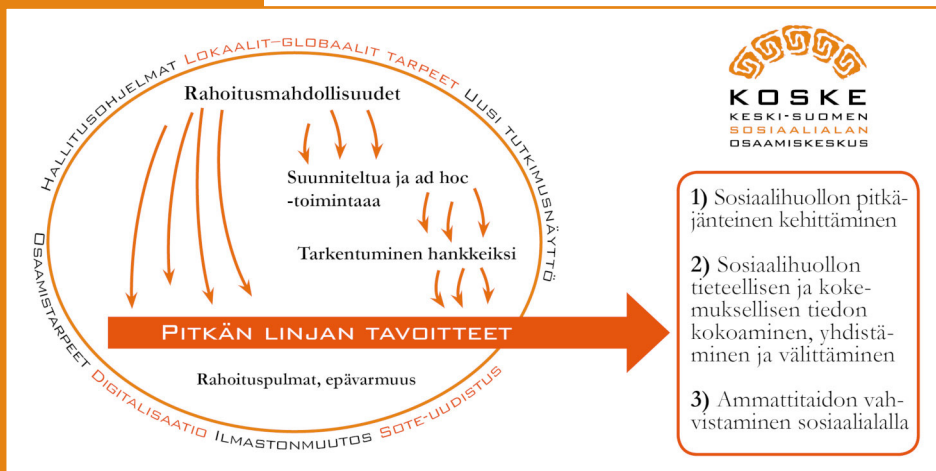 OSAAMISTARPEET HALLITUSOHJELMAT LOKAALIT–GLOBAALIT TARPEET UUSI TUTKIMUSNÄYTTÖ
Rahoitusmahdollisuudet
Suunniteltua ja ad hoc
-toimintaaa
Tarkentuminen hankkeiksi
PITKÄN LINJAN TAVOITTEET
Rahoituspulmat, epävarmuus
DIGITALISAATIO ILMASTONMUUTOS SOTE-UUDISTUS
KOSKE
KESKI-SUOMEN
SOSIAALIALAN
OSAAMISKESKUS
1) Sosiaalihuollon pitkä-
jänteinen kehittäminen
2) Sosiaalihuollon
tieteellisen ja koke-
muksellisen tiedon
kokoaminen, yhdistä-
minen ja välittäminen
3) Ammattitaidon vah-
vistaminen sosiaalialalla